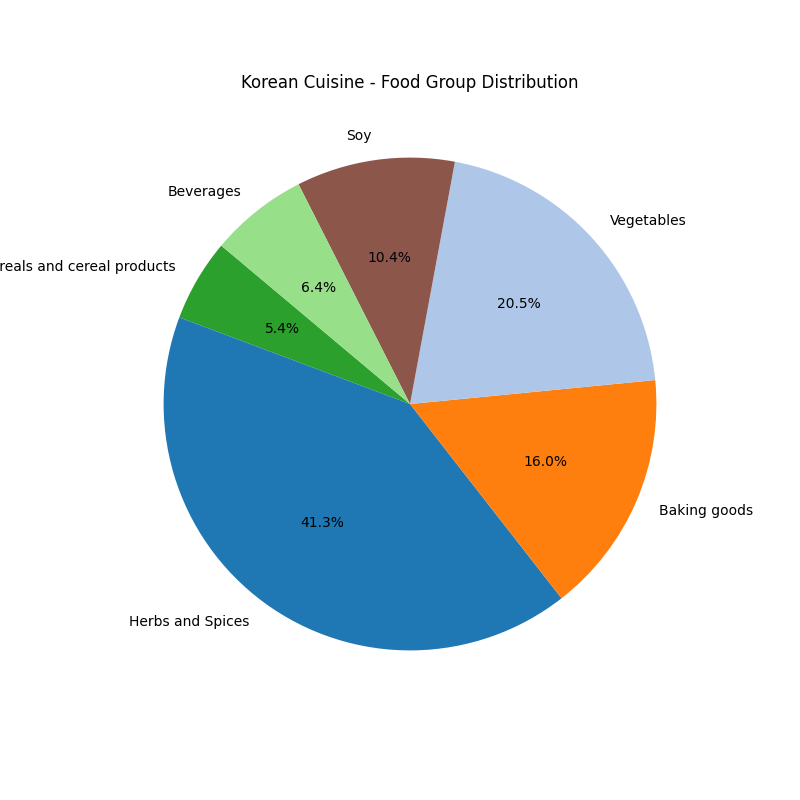 Korean Cuisine - Food Group Distribution
Soy
Beverages
Vegetables
reals and cereal products
10.4%
6.4%
20.5%
5.4%
16.0%
Baking goods
41.3%
Herbs and Spices